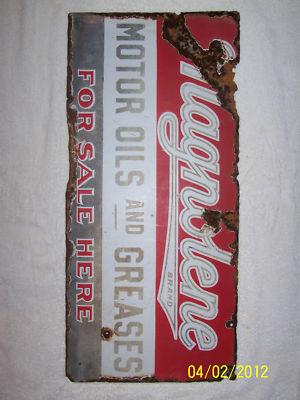 Magnolene
BRAND
MOTOR OILS AND GREASES
FOR SALE HERE
04/02/2012